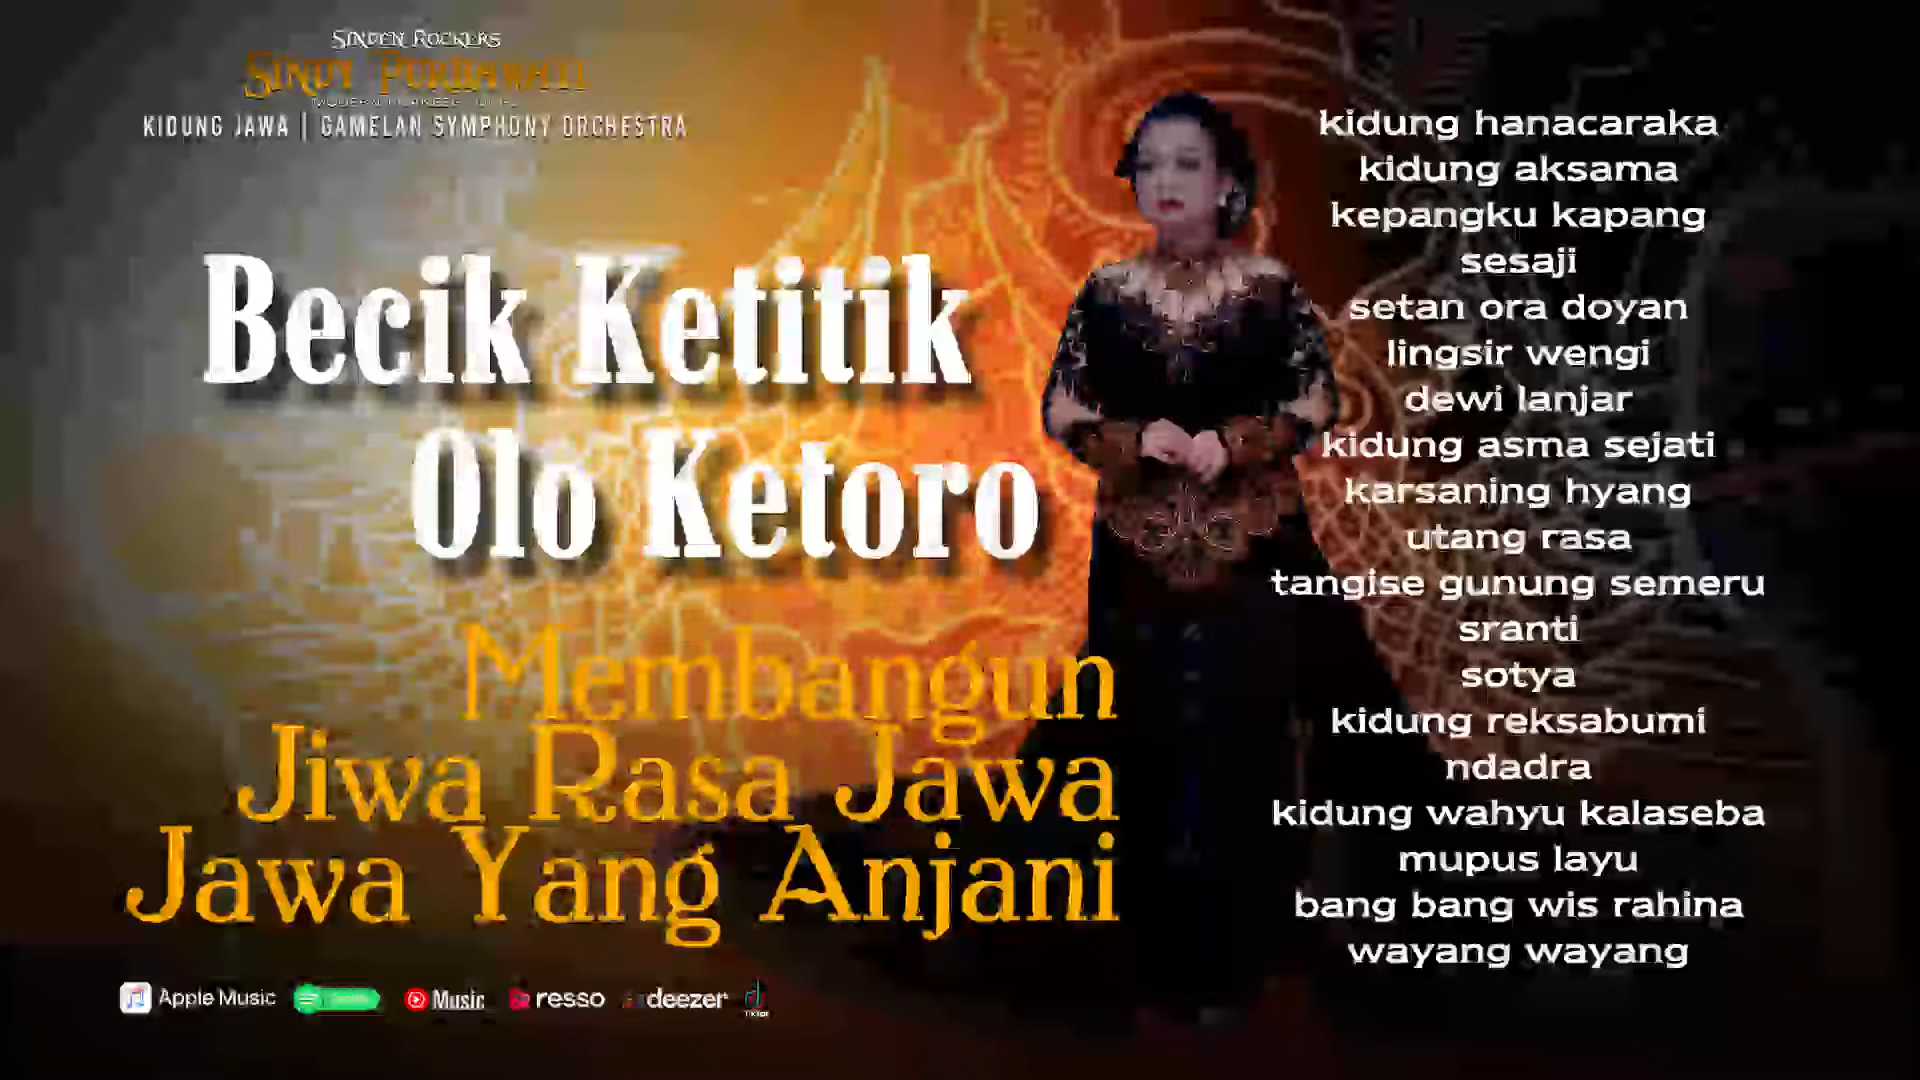 SINDEN ROCKERS
SINDY PURBAWATI
KIDUNG JAWA | GAMELAN SYMPHONY ORCHESTRA
Becik Ketitik
Olo Ketoro
Membangun
Jiwa Rasa Jawa
Jawa Yang Anjani
Apple Music
Music
resso
deezer
TikTok
kidung hanacaraka
kidung aksama
kepangku kapang
sesaji
setan ora doyan
lingsir wengi
dewi lanjar
kidung asma sejati
karsaning hyang
utang rasa
tangise gunung semeru
sranti
sotya
kidung reksabumi
ndadra
kidung wahyu kalaseba
mupus layu
bang bang wis rahina
wayang wayang